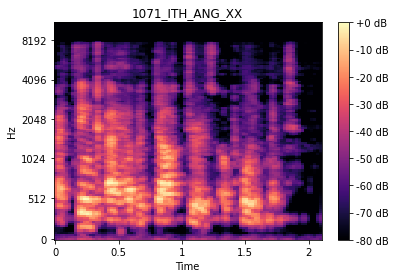 1071_ITH_ANG_XX
8192
4096
2048
1024
512
0
Hz
0
0.5
1
1.5
2
Time
+0 dB
-10 dB
-20 dB
-30 dB
-40 dB
-50 dB
-60 dB
-70 dB
-80 dB